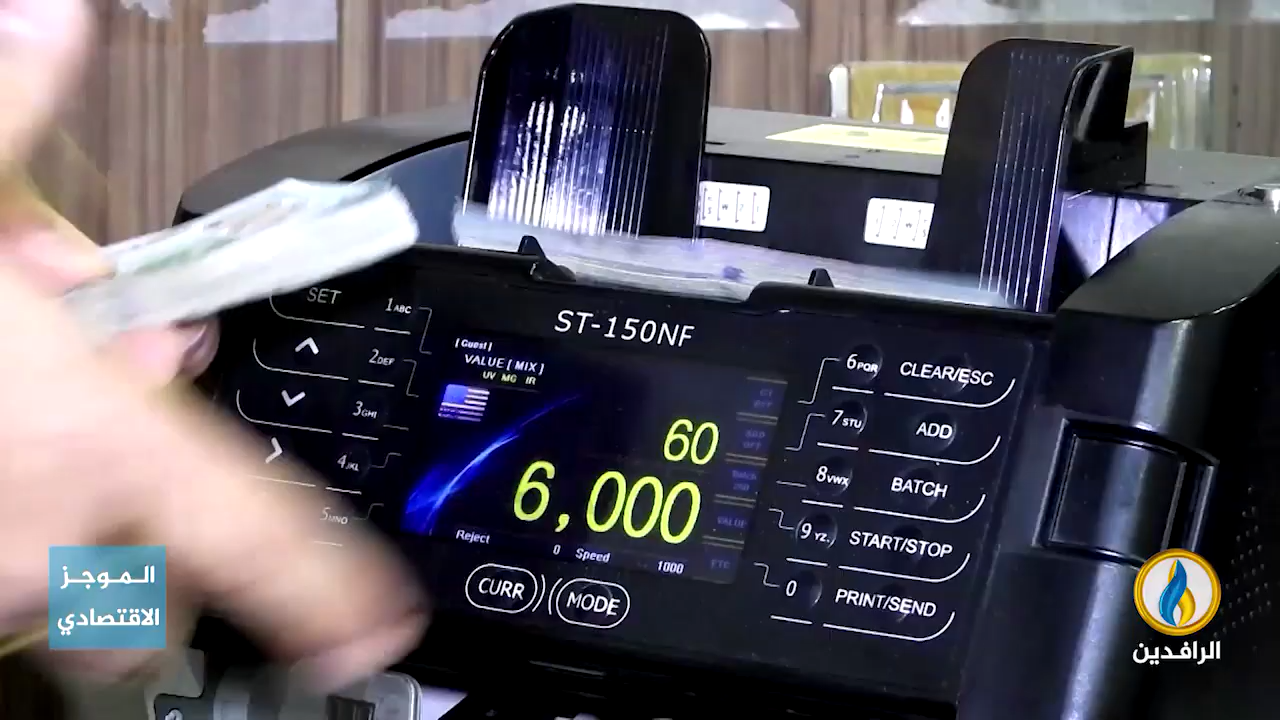 ST-150NF
[Guest]
VALUE [MIX]
UV MG IR
60
6,000
Reject 0 Speed 1000
CURR
MODE
SET
1ABC
2DEF
3GHI
4JKL
5MNO
6PQR
7STU
8VWX
9YZ.
0
CLEAR/ESC
ADD
BATCH
START/STOP
PRINT/SEND
VALUE
الموجز
الاقتصادي
الرافدين